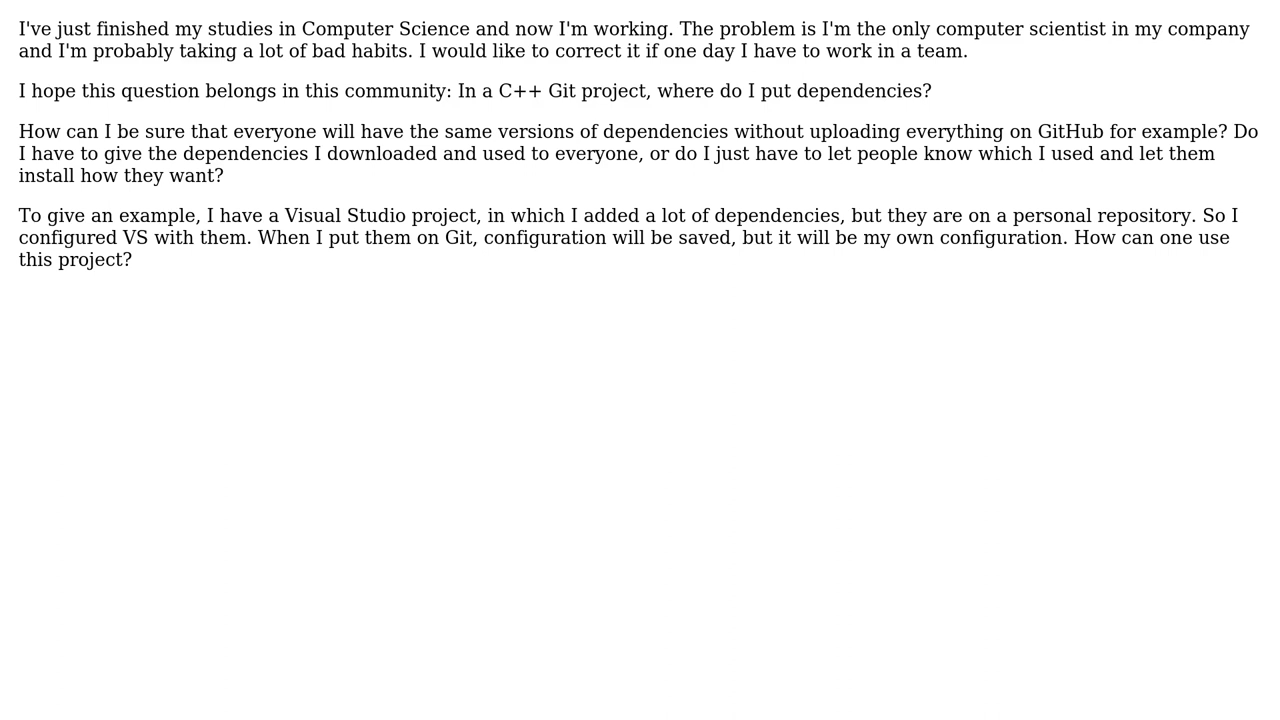 I've just finished my studies in Computer Science and now I'm working. The problem is I'm the only computer scientist in my company
and I'm probably taking a lot of bad habits. I would like to correct it if one day I have to work in a team.
I hope this question belongs in this community: In a C++ Git project, where do I put dependencies?
How can I be sure that everyone will have the same versions of dependencies without uploading everything on GitHub for example? Do
I have to give the dependencies I downloaded and used to everyone, or do I just have to let people know which I used and let them
install how they want?
To give an example, I have a Visual Studio project, in which I added a lot of dependencies, but they are on a personal repository. So I
configured VS with them. When I put them on Git, configuration will be saved, but it will be my own configuration. How can one use
this project?